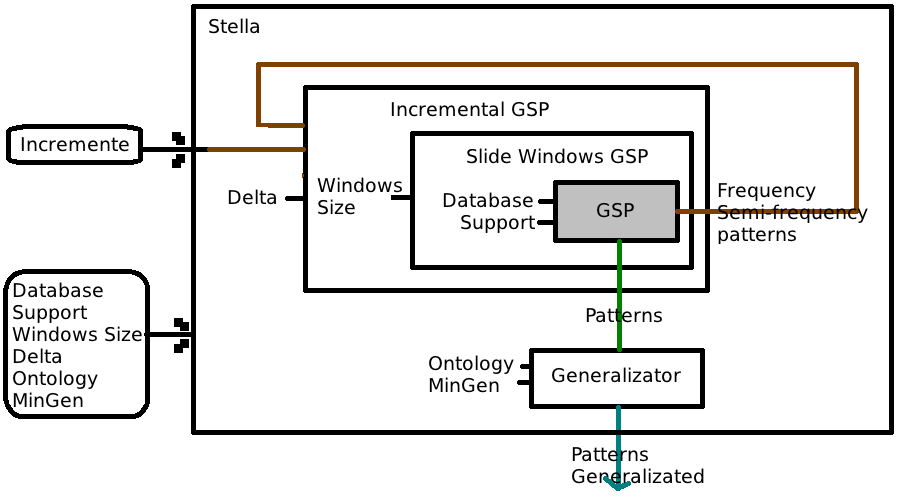 Stella
Incremental GSP
Incremente
Slide Windows GSP
Delta
Windows
Size
Database
Support
GSP
Frequency
Semi-frequency
patterns
Database
Support
Windows Size
Delta
Ontology
MinGen
Patterns
Ontology
MinGen
Generalizator
Patterns
Generalizated